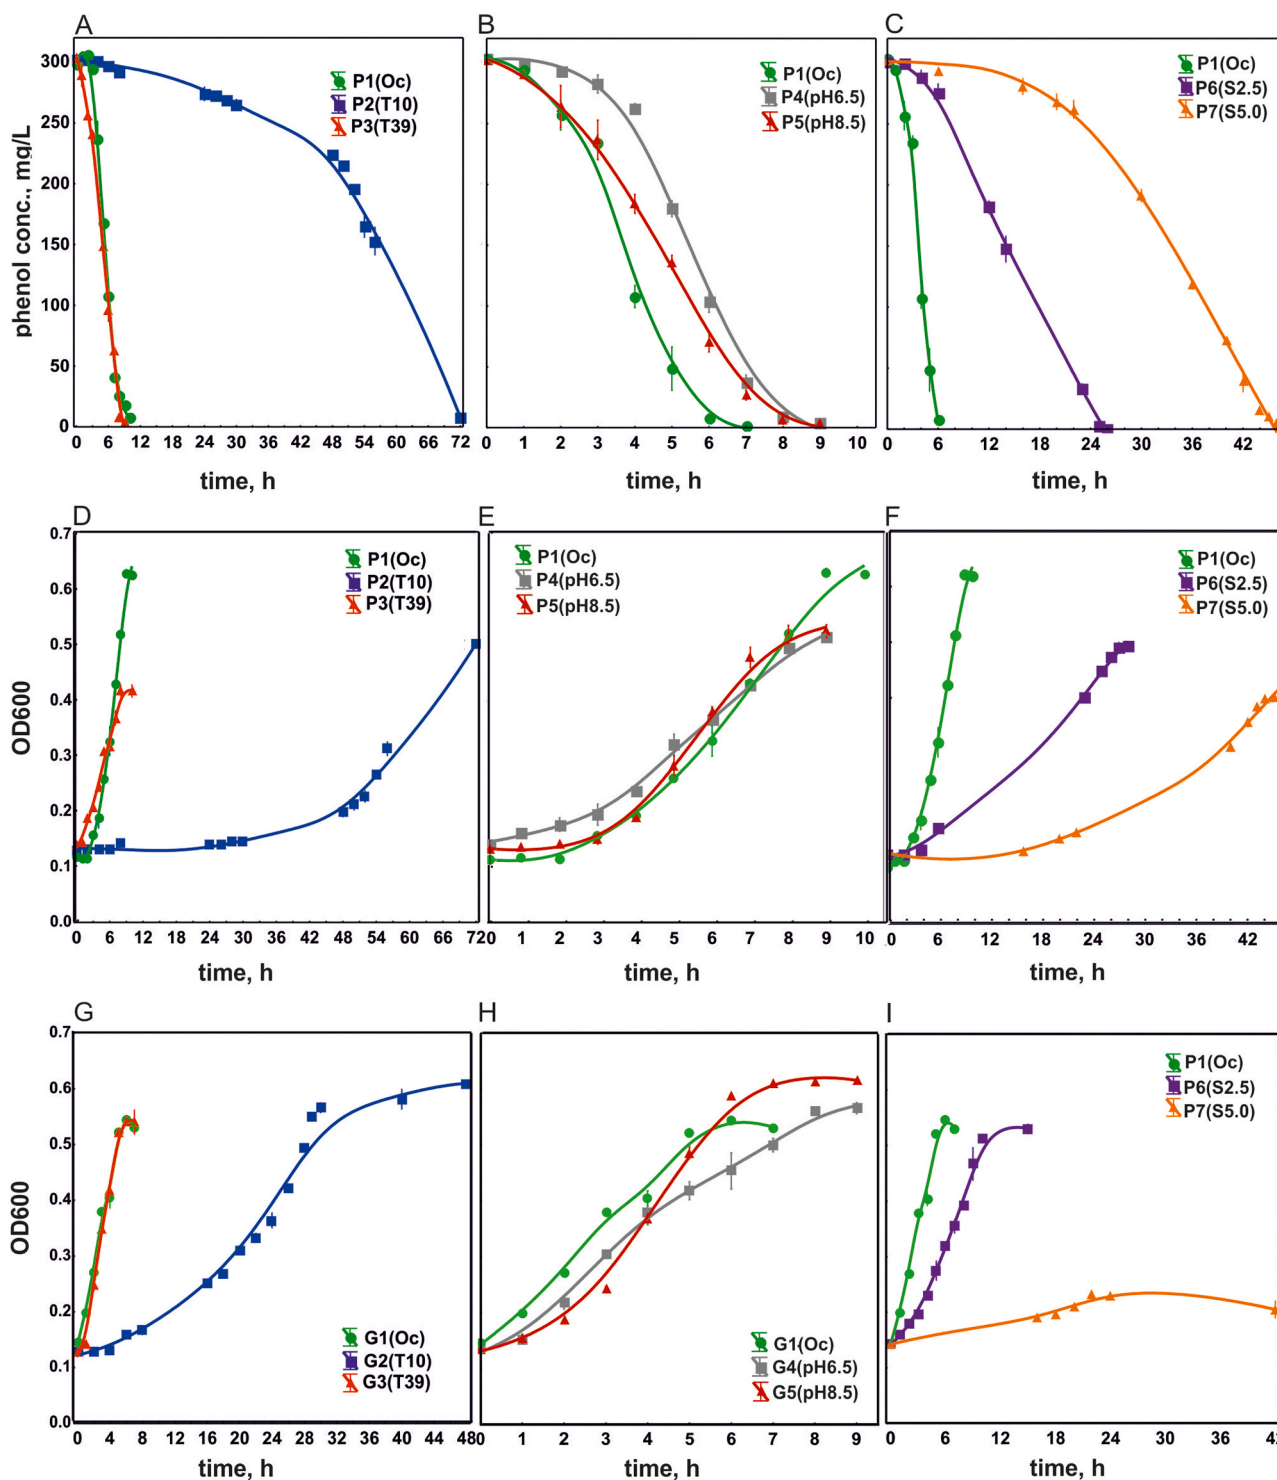 A
B
C
phenol conc., mg/L
300
250
200
150
100
50
0
P1(Oc)
P2(T10)
P3(T39)
P1(Oc)
P4(pH6.5)
P5(pH8.5)
P1(Oc)
P6(S2.5)
P7(S5.0)
0 6 12 18 24 30 36 42 48 54 60 66 72
0 1 2 3 4 5 6 7 8 9 10
0 6 12 18 24 30 36 42
time, h
time, h
time, h
D
E
F
OD600
0.7
0.6
0.5
0.4
0.3
0.2
0.1
0.0
P1(Oc)
P2(T10)
P3(T39)
P1(Oc)
P4(pH6.5)
P5(pH8.5)
P1(Oc)
P6(S2.5)
P7(S5.0)
0 6 12 18 24 30 36 42 48 54 60 66 72
0 1 2 3 4 5 6 7 8 9 10
0 6 12 18 24 30 36 42
time, h
time, h
time, h
G
H
I
OD600
0.7
0.6
0.5
0.4
0.3
0.2
0.1
0.0
G1(Oc)
G2(T10)
G3(T39)
G1(Oc)
G4(pH6.5)
G5(pH8.5)
P1(Oc)
P6(S2.5)
P7(S5.0)
0 4 8 12 16 20 24 28 32 36 40 44 48
0 1 2 3 4 5 6 7 8 9
0 6 12 18 24 30 36 42
time, h
time, h
time, h